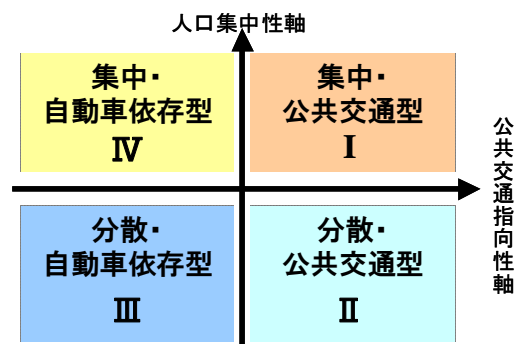 人口集中性軸
集中・
自動車依存型
Ⅳ
集中・
公共交通型
Ⅰ
公共交通指向性軸
分散・
自動車依存型
Ⅲ
分散・
公共交通型
Ⅱ